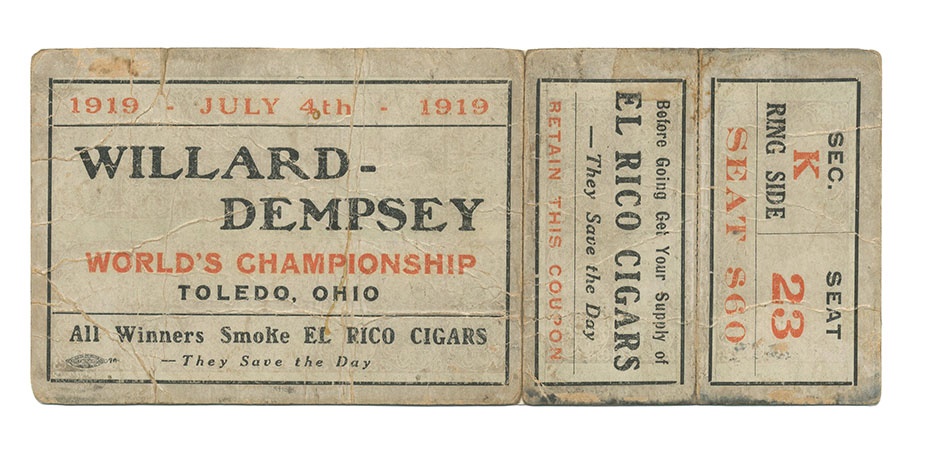 1919 - JULY 4th - 1919
WILLARD-
DEMPSEY
WORLD'S CHAMPIONSHIP
TOLEDO, OHIO
All Winners Smoke EL RICO CIGARS
—They Save the Day
Before Going Get Your Supply of
EL RICO CIGARS
—They Save the Day
RETAIN THIS COUPON
SEC. SEAT
K 23
RING SIDE
SEAT $60